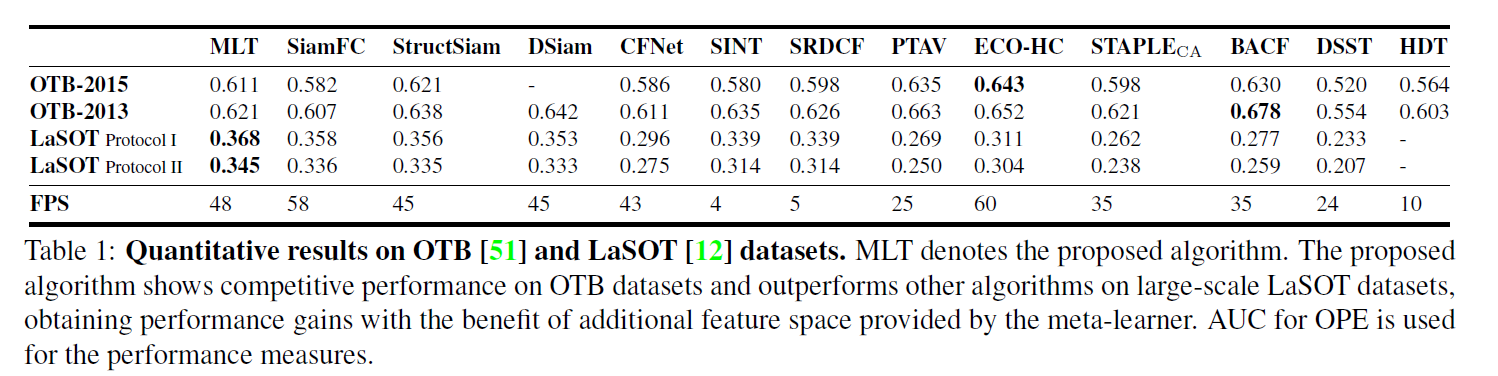 MLT SiamFC StructSiam DSiam CFNet SINT SRDCF PTAV ECO-HC STAPLECA BACF DSST HDT
OTB-2015 0.611 0.582 0.621 - 0.586 0.580 0.598 0.635 0.643 0.598 0.630 0.520 0.564
OTB-2013 0.621 0.607 0.638 0.642 0.611 0.635 0.626 0.663 0.652 0.621 0.678 0.554 0.603
LaSOT Protocol I 0.368 0.358 0.356 0.353 0.296 0.339 0.339 0.269 0.311 0.262 0.277 0.233 -
LaSOT Protocol II 0.345 0.336 0.335 0.333 0.275 0.314 0.314 0.250 0.304 0.238 0.259 0.207 -
FPS 48 58 45 45 43 4 5 25 60 35 35 24 10
Table 1: Quantitative results on OTB [51] and LaSOT [12] datasets. MLT denotes the proposed algorithm. The proposed
algorithm shows competitive performance on OTB datasets and outperforms other algorithms on large-scale LaSOT datasets,
obtaining performance gains with the benefit of additional feature space provided by the meta-learner. AUC for OPE is used
for the performance measures.